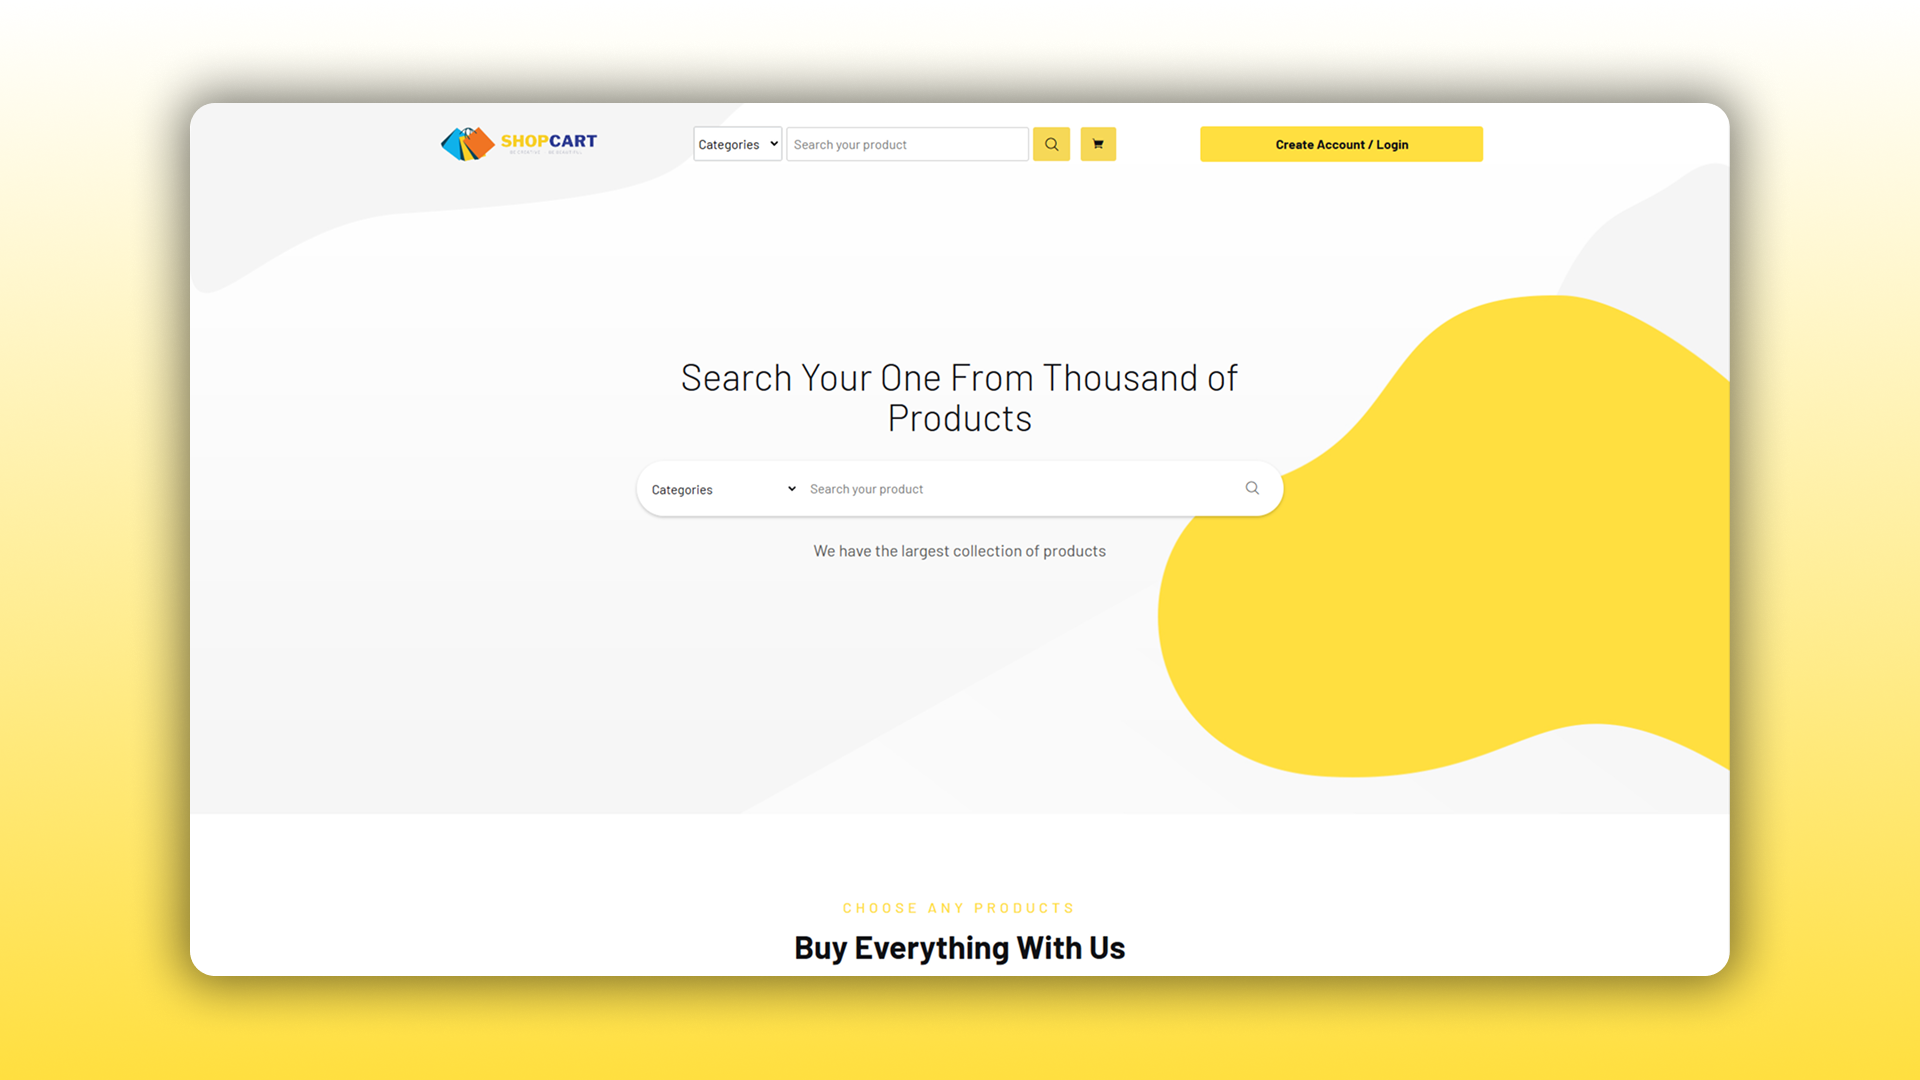 SHOPCART
Categories
Search your product
Create Account / Login
Search Your One From Thousand of
Products
Categories
Search your product
We have the largest collection of products
CHOOSE ANY PRODUCTS
Buy Everything With Us